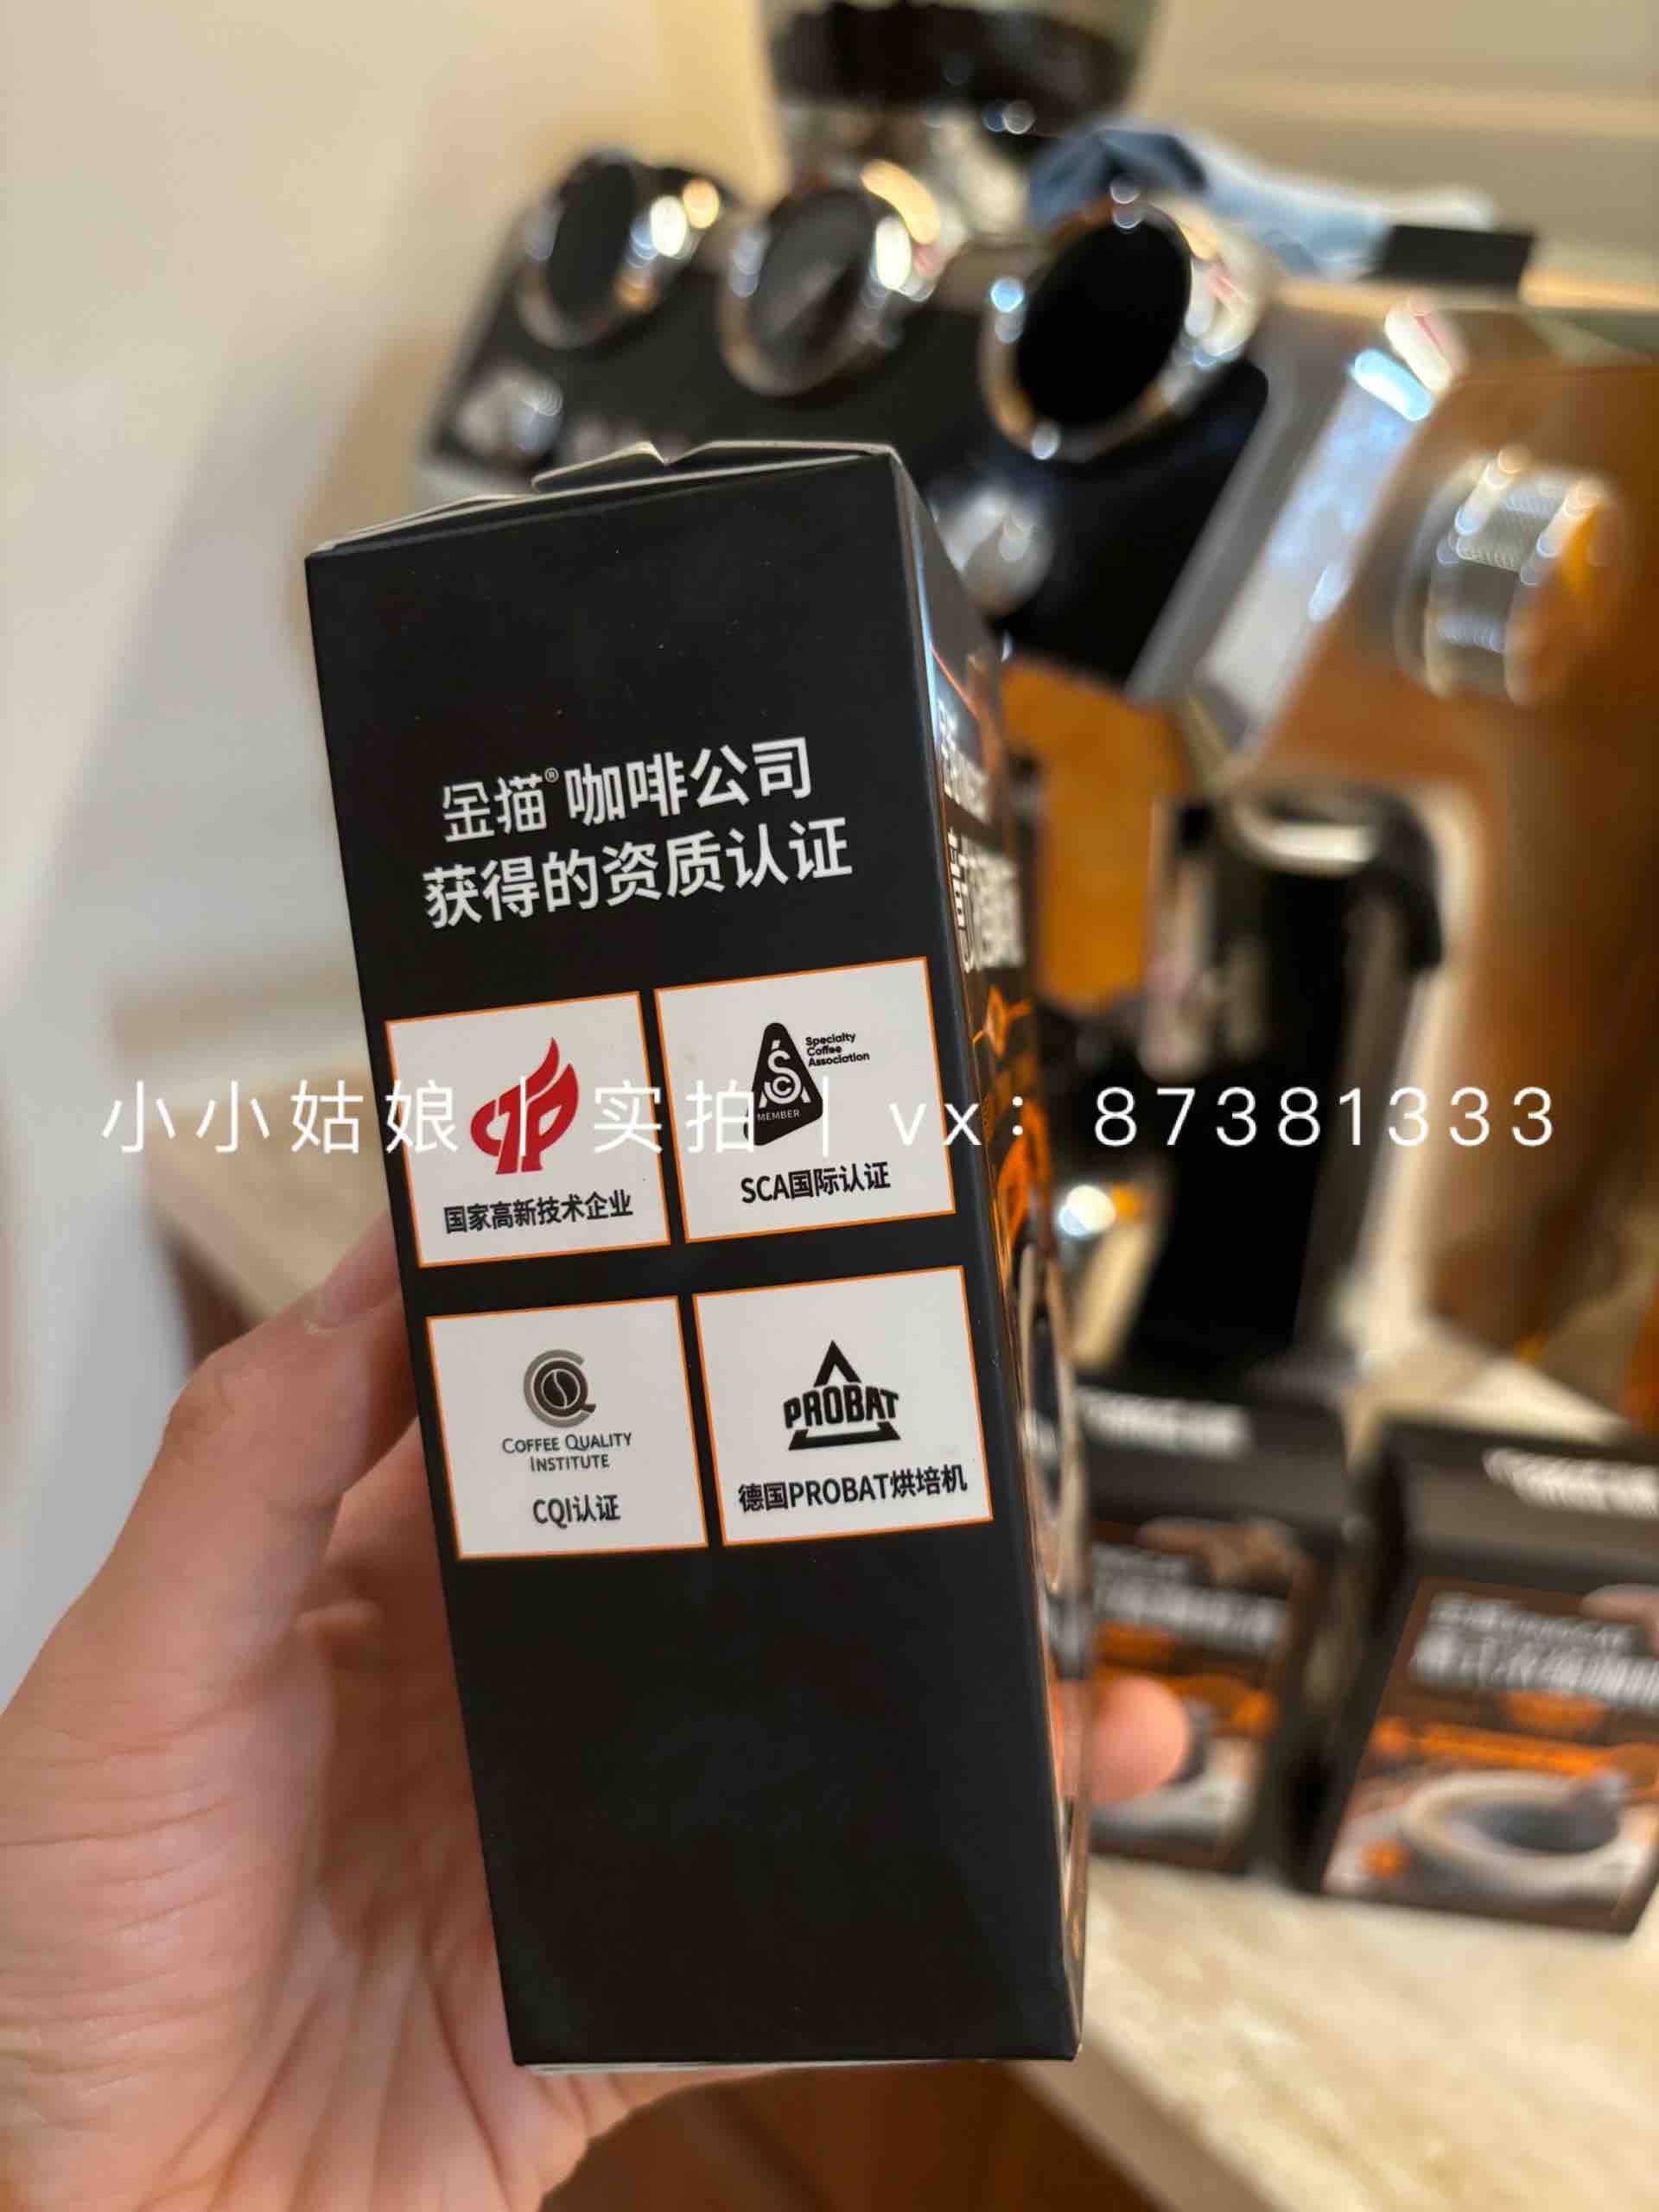 金猫®咖啡公司
获得的资质认证
Specialty
Coffee
Association
SC
MEMBER
小小姑娘｜实拍｜vx：87381333
国家高新技术企业
SCA国际认证
COFFEE QUALITY
INSTITUTE
CQI认证
PROBAT
德国PROBAT烘培机